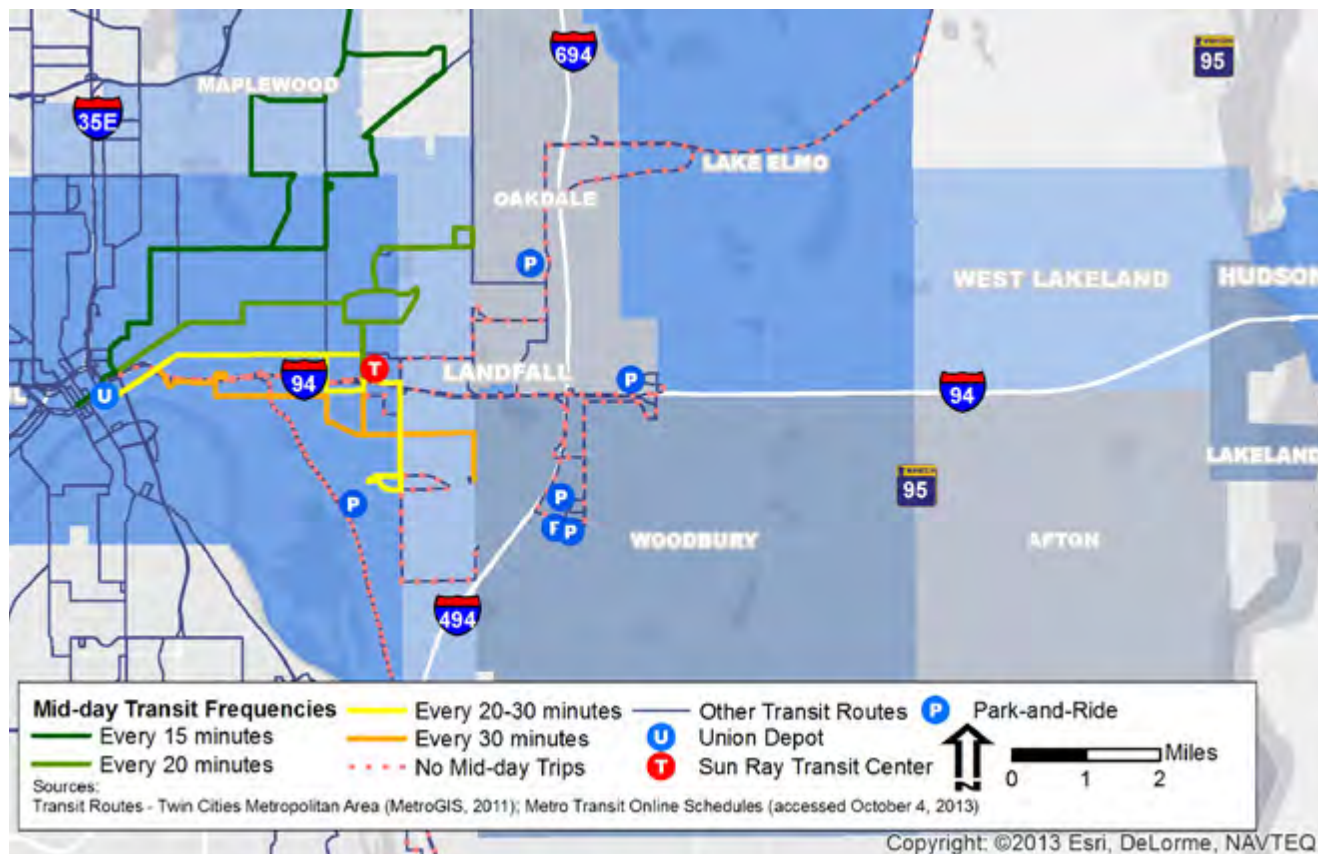 694
95
MAPLEWOOD
35E
LAKE ELMO
OAKDALE
P
WEST LAKELAND
HUDSON
T
LANDFALL
P
94
94
U
LAKELAND
95
P
P
P
WOODBURY
AFTON
494
Mid-day Transit Frequencies
Every 15 minutes
Every 20 minutes
Every 20-30 minutes
Every 30 minutes
No Mid-day Trips
Other Transit Routes
U Union Depot
T Sun Ray Transit Center
P Park-and-Ride
N
Miles
0 1 2
Sources:
Transit Routes - Twin Cities Metropolitan Area (MetroGIS, 2011); Metro Transit Online Schedules (accessed October 4, 2013)
Copyright: ©2013 Esri, DeLorme, NAVTEQ